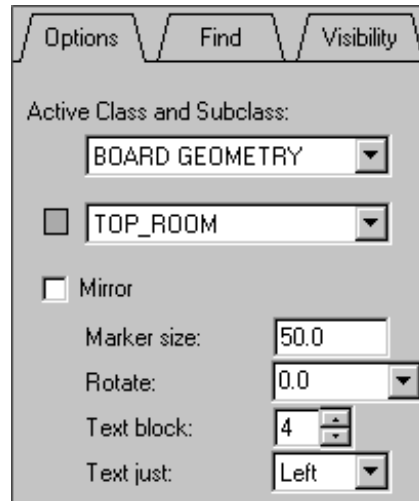 Options Find Visibility
Active Class and Subclass:
BOARD GEOMETRY
TOP_ROOM
Mirror
Marker size: 50.0
Rotate: 0.0
Text block: 4
Text just: Left